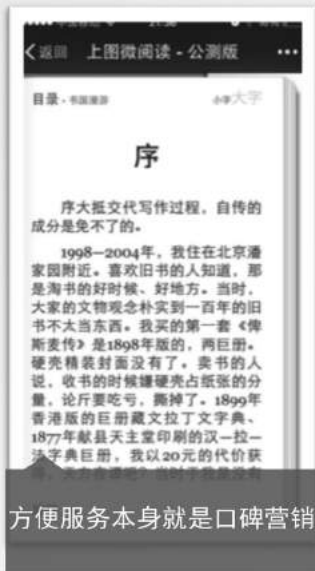 返回 上图微阅读 - 公测版
目录 · 书国漫游 小字大字
序
序大抵交代写作过程，自传的
成分是免不了的。
1998—2004年，我住在北京潘
家园附近。喜欢旧书的人知道，那
是淘书的好时候、好地方。当时，
大家的文物观念朴实到一百年的旧
书不太当东西。我买的第一套《俾
斯麦传》是1898年版的，两巨册。
硬壳精装封面没有了。卖书的人
说，收书的时候嫌硬壳占纸张的分
量，论斤要吃亏，撕掉了。1899年
香港版的巨册藏文拉丁文字典、
1877年献县天主堂印刷的汉—拉—
法字典巨册，我以20元的代价获
方便服务本身就是口碑营销